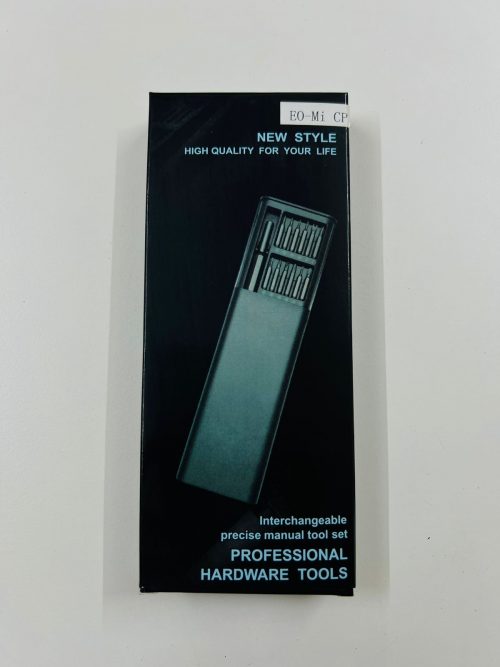 EO-Mi CP
NEW STYLE
HIGH QUALITY FOR YOUR LIFE
Interchangeable
precise manual tool set
PROFESSIONAL
HARDWARE TOOLS